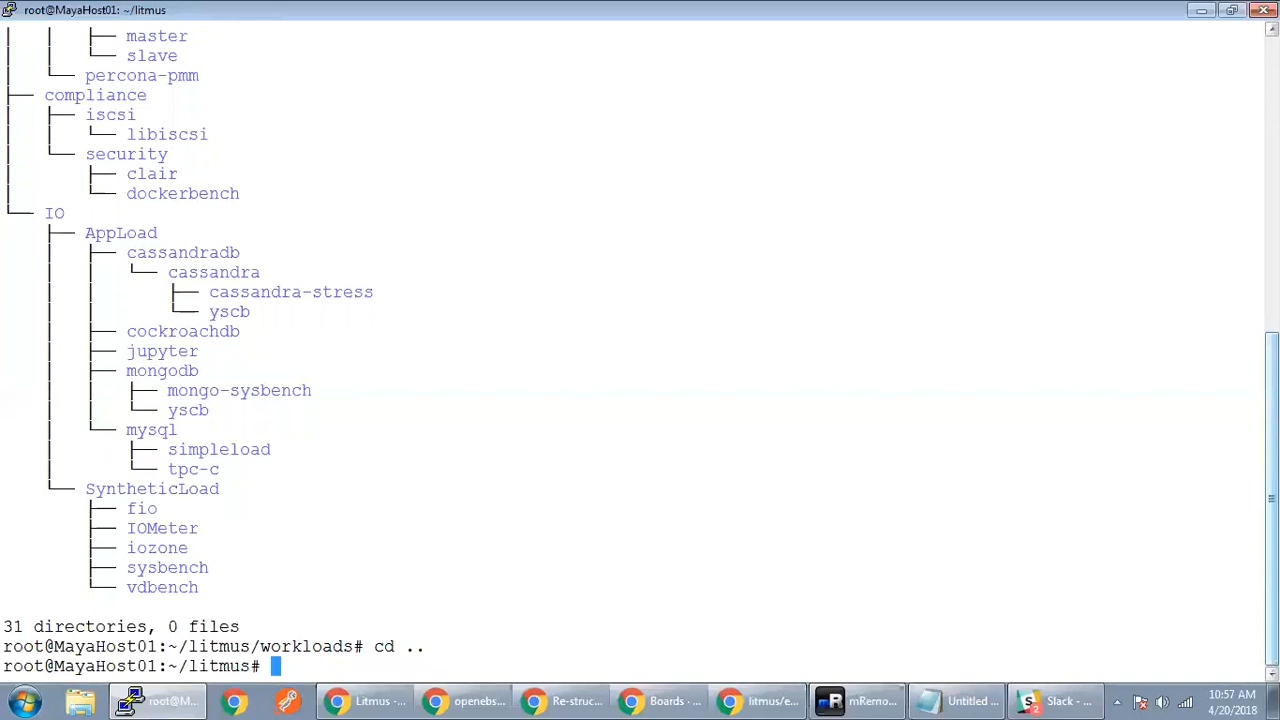 root@MayaHost01: ~/litmus
│   │   ├── master
│   │   └── slave
│   └── percona-pmm
├── compliance
│   ├── iscsi
│   │   └── libiscsi
│   └── security
│       ├── clair
│       └── dockerbench
└── IO
    ├── AppLoad
    │   ├── cassandradb
    │   │   └── cassandra
    │   │       ├── cassandra-stress
    │   │       └── yscb
    │   ├── cockroachdb
    │   ├── jupyter
    │   ├── mongodb
    │   │   ├── mongo-sysbench
    │   │   └── yscb
    │   └── mysql
    │       ├── simpleload
    │       └── tpc-c
    └── SyntheticLoad
        ├── fio
        ├── IOMeter
        ├── iozone
        ├── sysbench
        └── vdbench
31 directories, 0 files
root@MayaHost01:~/litmus/workloads# cd ..
root@MayaHost01:~/litmus#
root@M... Litmus -... openebs... Re-struc... Boards -... litmus/e... mRemo... Untitled ... Slack - ... 10:57 AM
4/20/2018